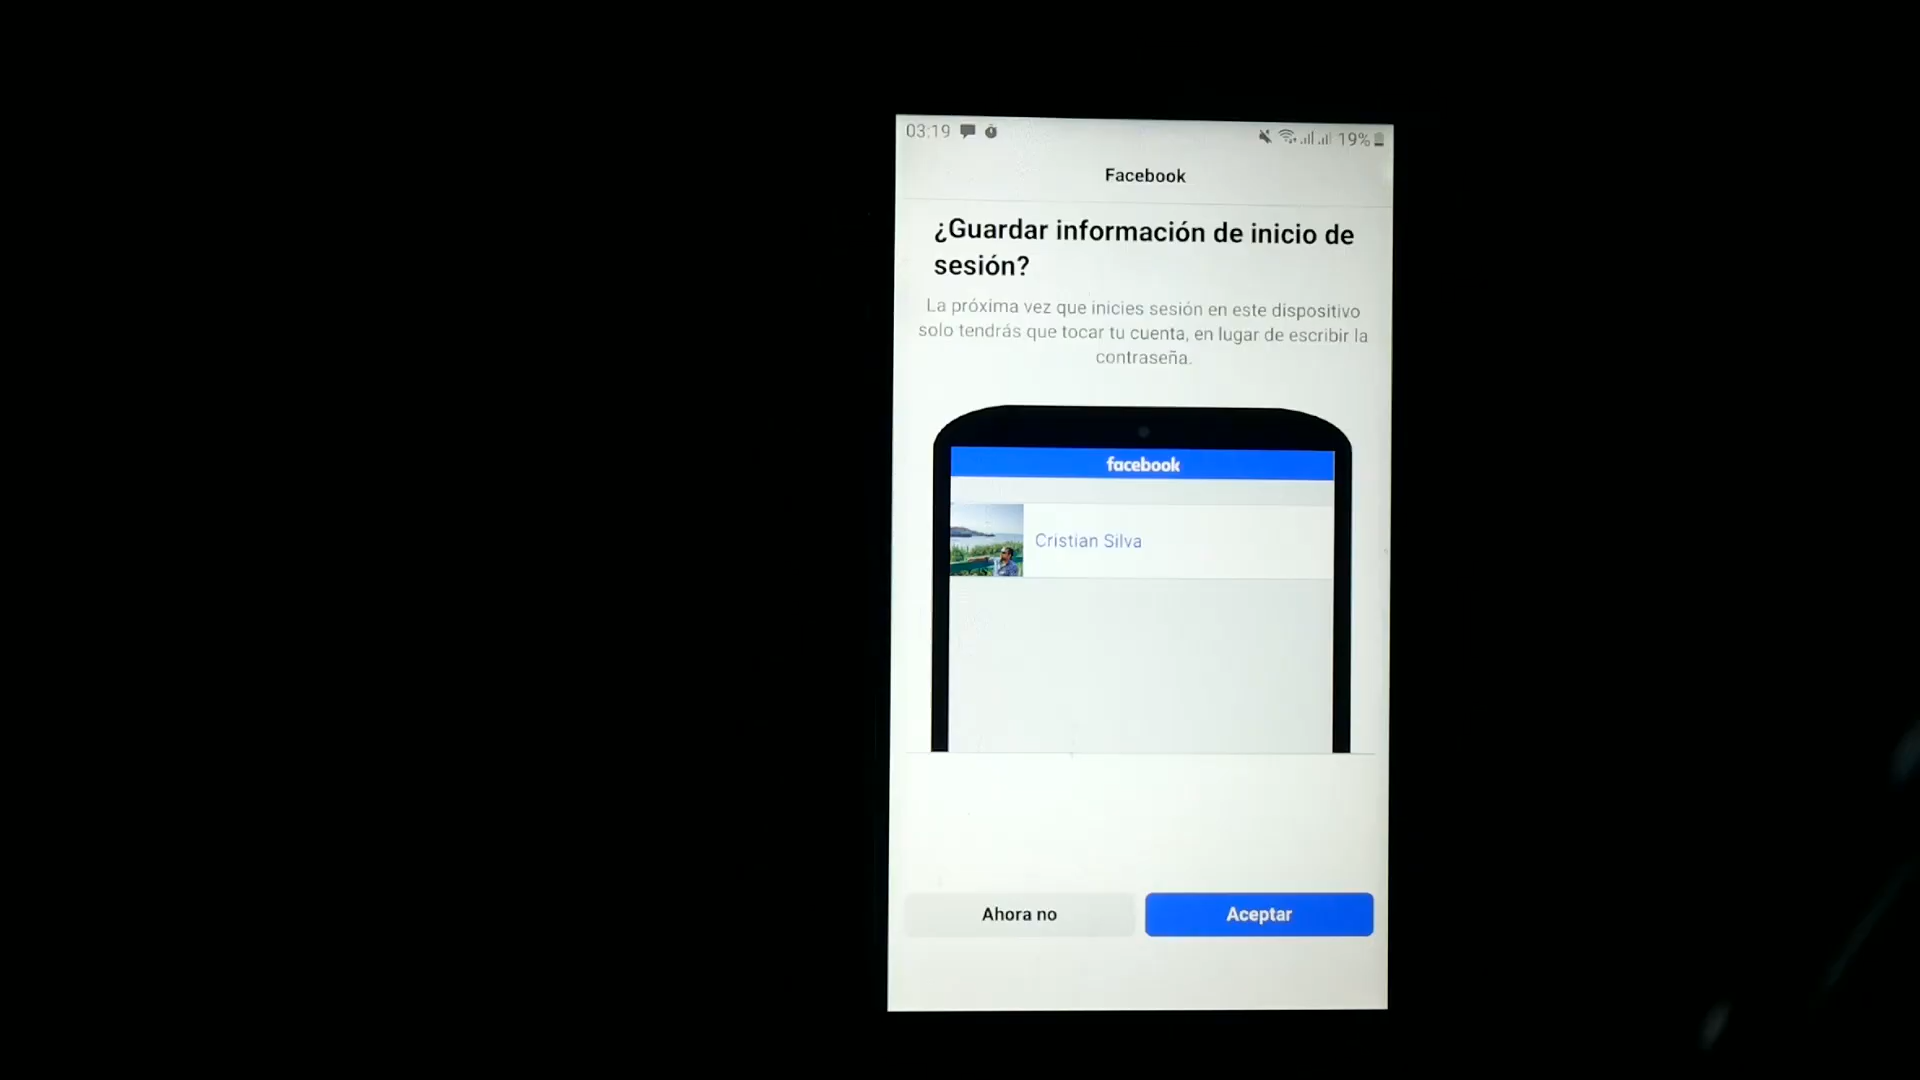 03:19 19%
Facebook
¿Guardar información de inicio de
sesión?
La próxima vez que inicies sesión en este dispositivo
solo tendrás que tocar tu cuenta, en lugar de escribir la
contraseña.
facebook
Cristian Silva
Ahora no Aceptar